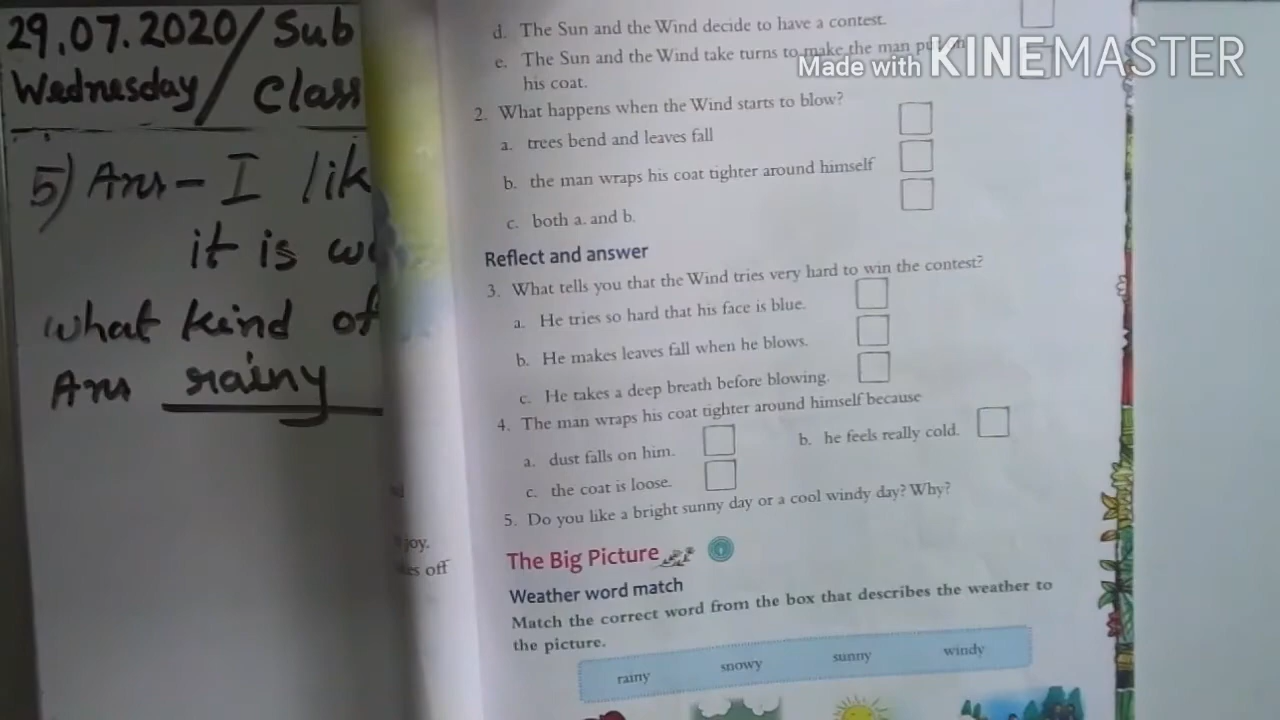 29.07.2020/ Sub
Wednesday/ Class
5) Ans - I lik
it is
what kind of
Ans rainy
joy.
es off
d. The Sun and the Wind decide to have a contest.
e. The Sun and the Wind take turns to make the man
his coat.
Made with KINEMASTER
2. What happens when the Wind starts to blow?
a. trees bend and leaves fall
b. the man wraps his coat tighter around himself
c. both a. and b.
Reflect and answer
3. What tells you that the Wind tries very hard to win the contest?
a. He tries so hard that his face is blue.
b. He makes leaves fall when he blows.
c. He takes a deep breath before blowing.
4. The man wraps his coat tighter around himself because
a. dust falls on him. b. he feels really cold.
c. the coat is loose.
5. Do you like a bright sunny day or a cool windy day? Why?
The Big Picture
Weather word match
Match the correct word from the box that describes the weather to
the picture.
rainy snowy sunny windy